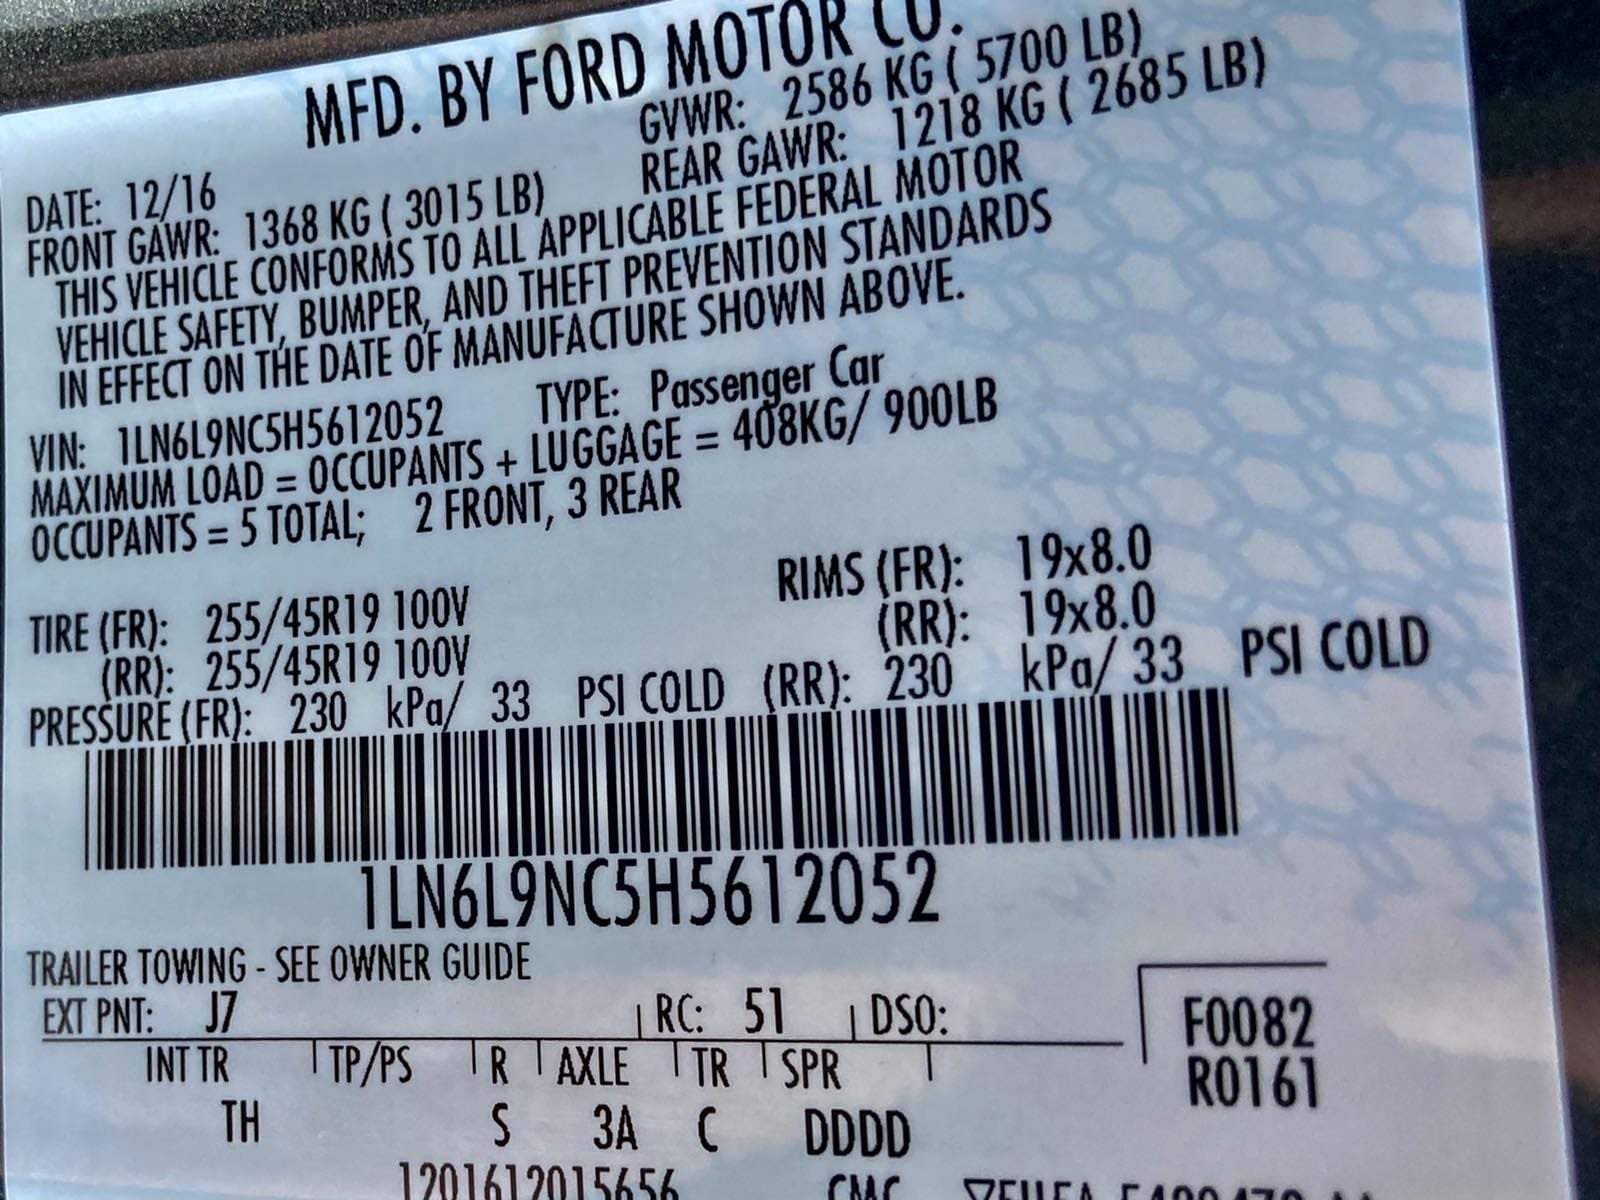 MFD. BY FORD MOTOR CO.
DATE: 12/16 GVWR: 2586 KG ( 5700 LB)
FRONT GAWR: 1368 KG ( 3015 LB) REAR GAWR: 1218 KG ( 2685 LB)
THIS VEHICLE CONFORMS TO ALL APPLICABLE FEDERAL MOTOR
VEHICLE SAFETY, BUMPER, AND THEFT PREVENTION STANDARDS
IN EFFECT ON THE DATE OF MANUFACTURE SHOWN ABOVE.
VIN: 1LN6L9NC5H5612052 TYPE: Passenger Car
MAXIMUM LOAD = OCCUPANTS + LUGGAGE = 408KG/ 900LB
OCCUPANTS = 5 TOTAL; 2 FRONT, 3 REAR
TIRE (FR): 255/45R19 100V RIMS (FR): 19x8.0
(RR): 255/45R19 100V (RR): 19x8.0
PRESSURE (FR): 230 kPa/ 33 PSI COLD (RR): 230 kPa/ 33 PSI COLD
1LN6L9NC5H5612052
TRAILER TOWING - SEE OWNER GUIDE
EXT PNT: J7 RC: 51 DSO: F0082
INT TR TP/PS R AXLE TR SPR R0161
TH S 3A C DDDD
1201612015656 CMC